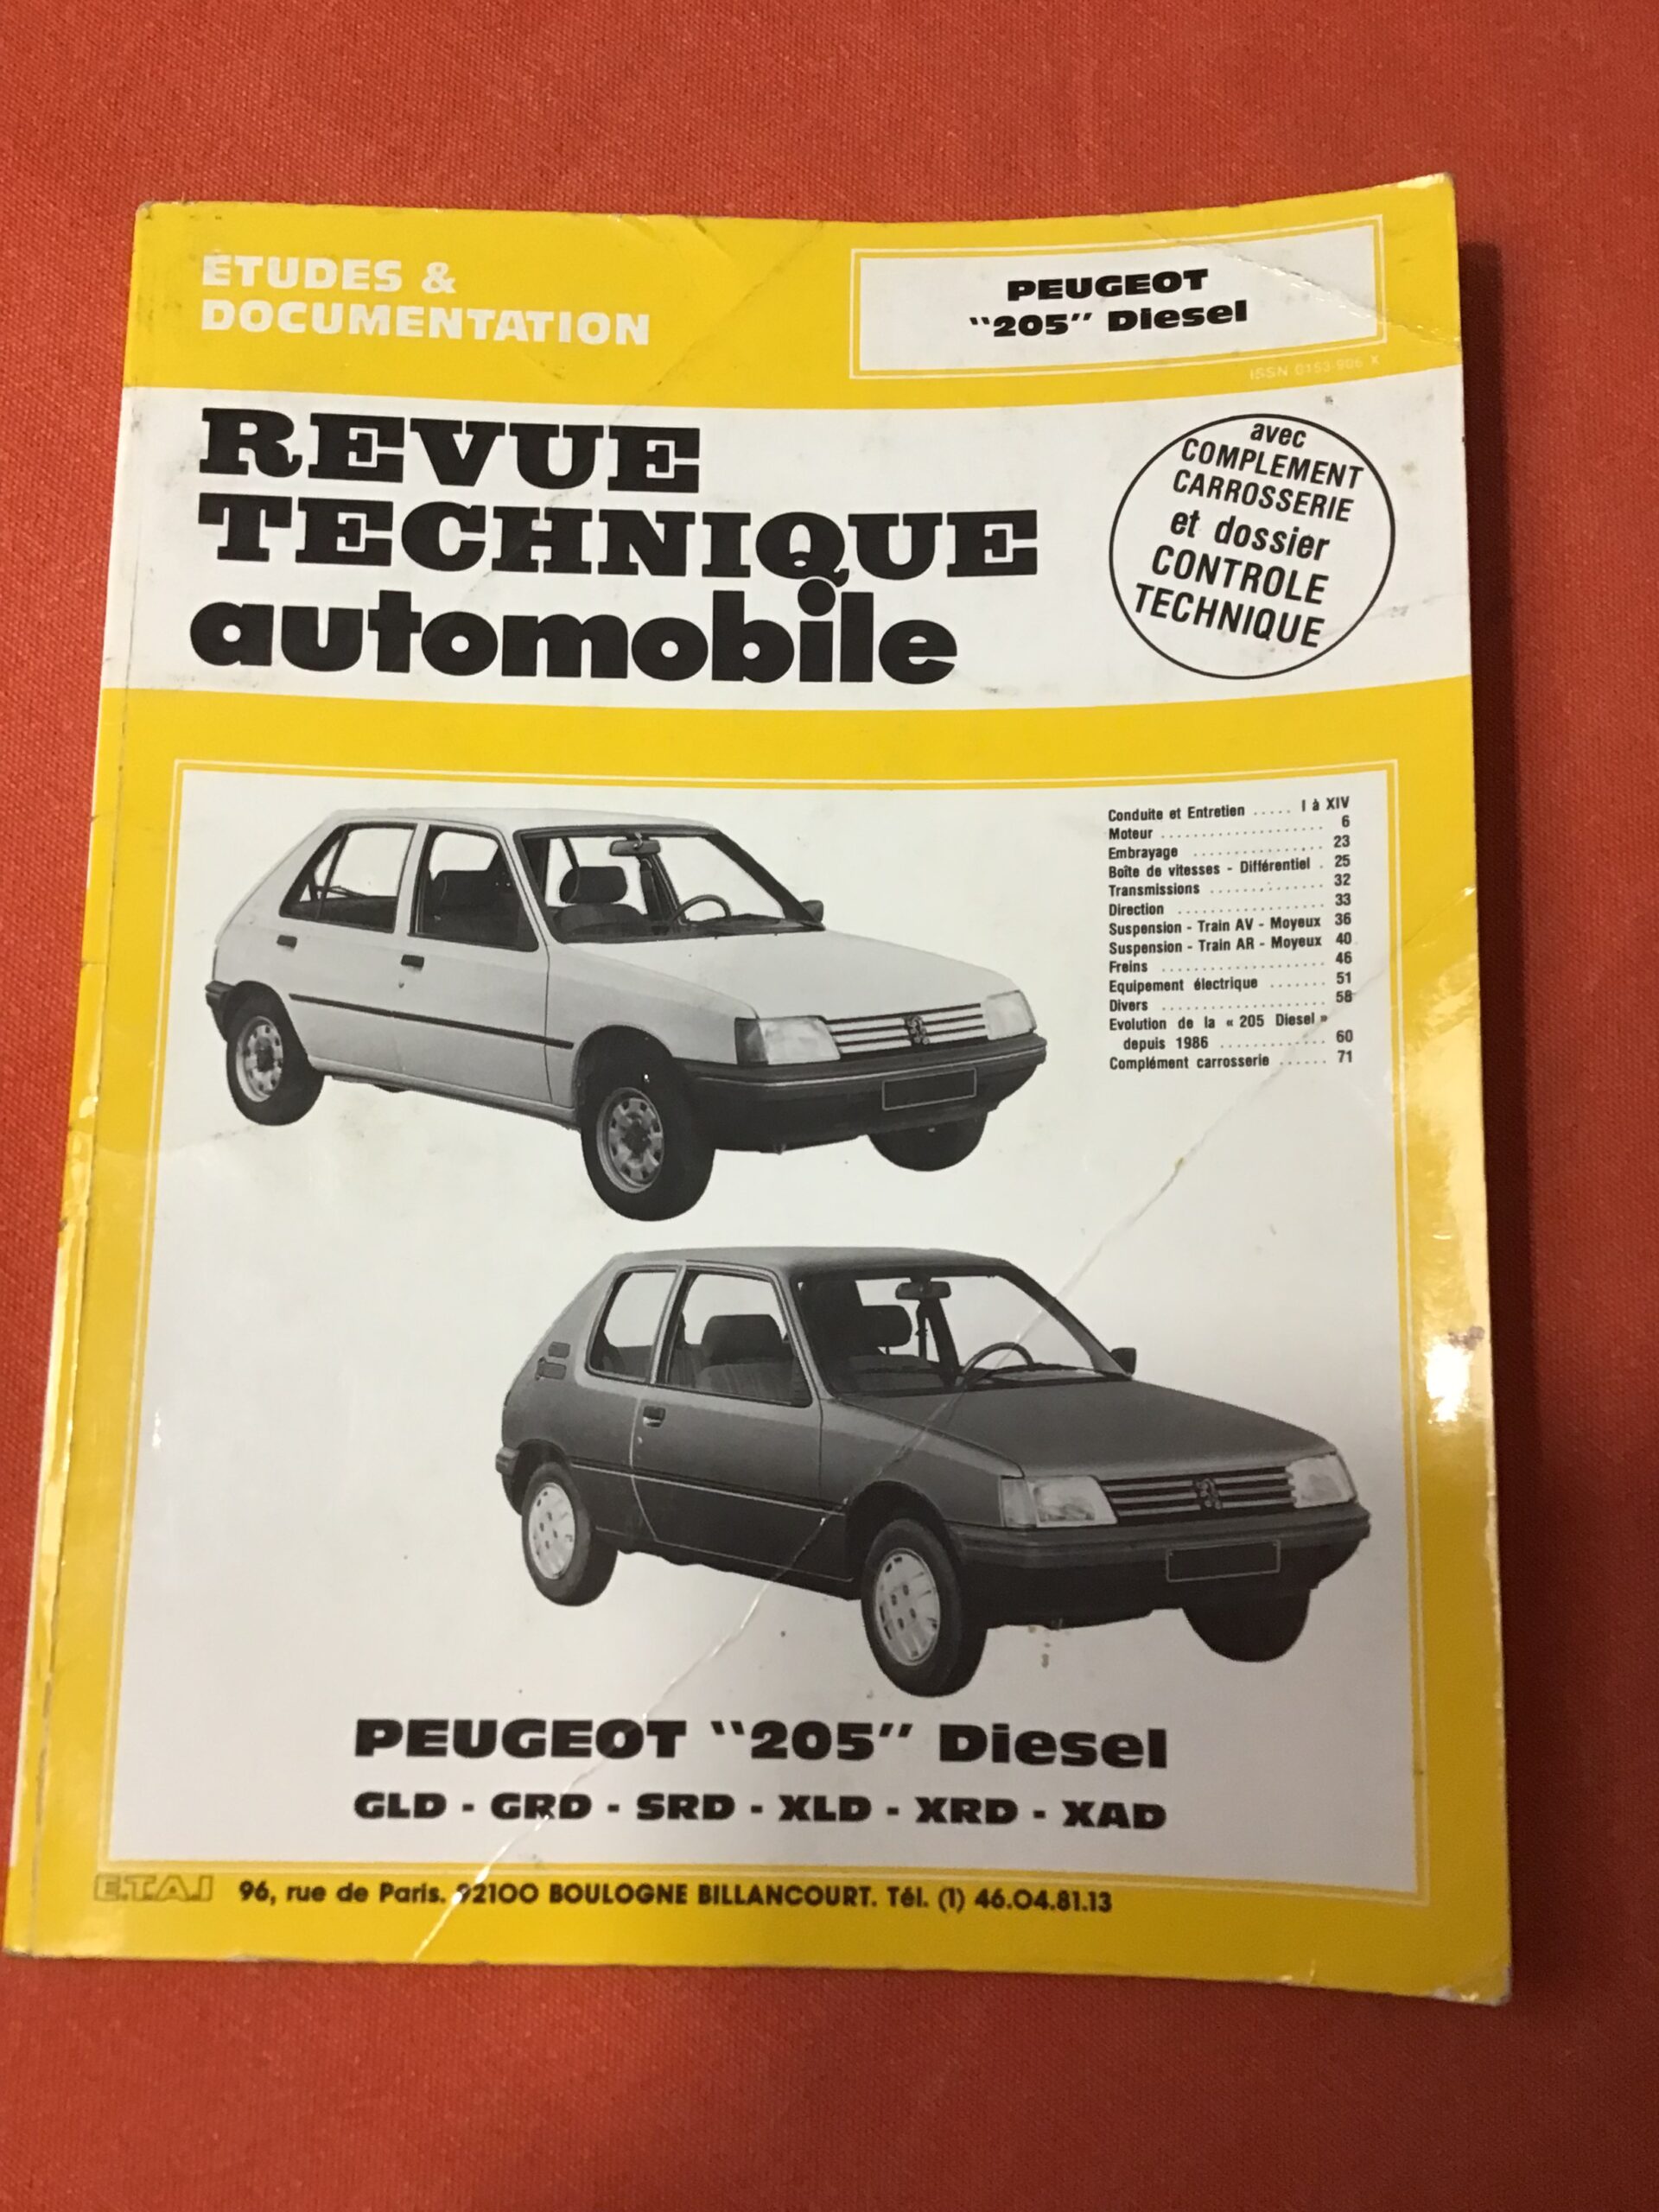 ETUDES &
DOCUMENTATION
PEUGEOT
"205" Diesel
ISSN 0153-906 X
REVUE
TECHNIQUE
automobile
avec
COMPLEMENT
CARROSSERIE
et dossier
CONTROLE
TECHNIQUE
Conduite et Entretien ..... I à XIV
Moteur .................... 6
Embrayage ................ 23
Boîte de vitesses - Différentiel . 25
Transmissions .............. 32
Direction .................. 33
Suspension - Train AV - Moyeux 36
Suspension - Train AR - Moyeux 40
Freins .................... 46
Equipement électrique ....... 51
Divers .................... 58
Evolution de la « 205 Diesel »
depuis 1986 ............. 60
Complément carrosserie ...... 71
PEUGEOT "205" Diesel
GLD - GRD - SRD - XLD - XRD - XAD
E.T.A.I 96, rue de Paris. 92100 BOULOGNE BILLANCOURT. Tél. (1) 46.04.81.13